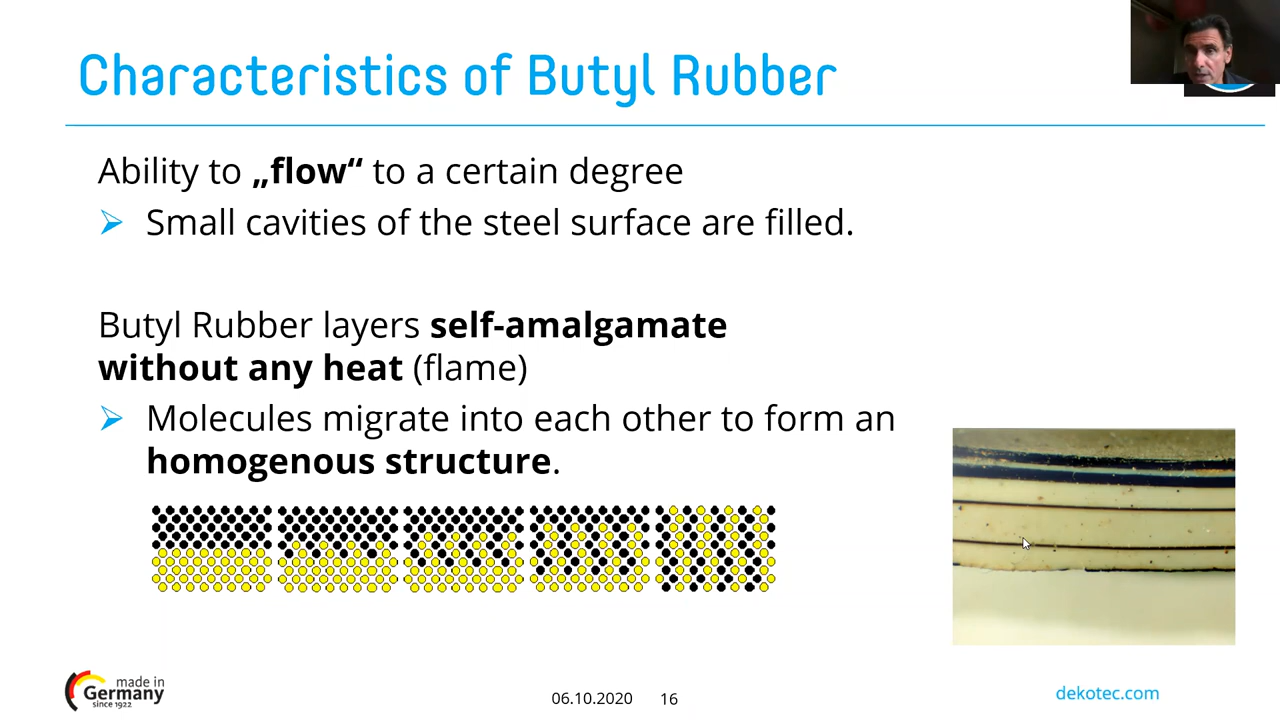 Characteristics of Butyl Rubber
Ability to „flow“ to a certain degree
Small cavities of the steel surface are filled.
Butyl Rubber layers self-amalgamate
without any heat (flame)
Molecules migrate into each other to form an
homogenous structure.
made in
Germany
since 1922
06.10.2020
16
dekotec.com